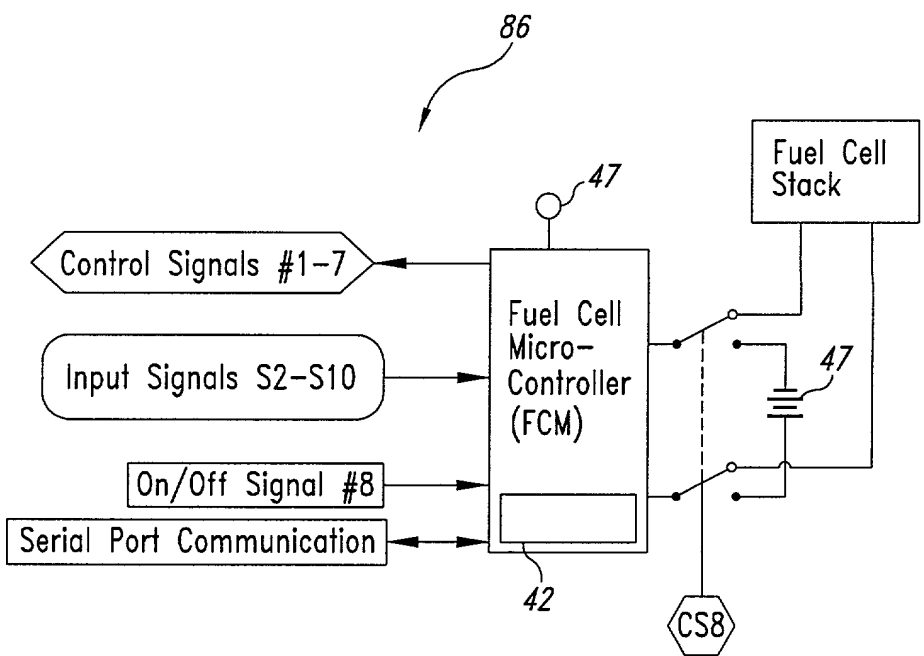 86
Fuel Cell
Stack
47
Control Signals #1-7
Fuel Cell
Micro-
Controller
(FCM)
Input Signals S2-S10
47
On/Off Signal #8
Serial Port Communication
42
CS8